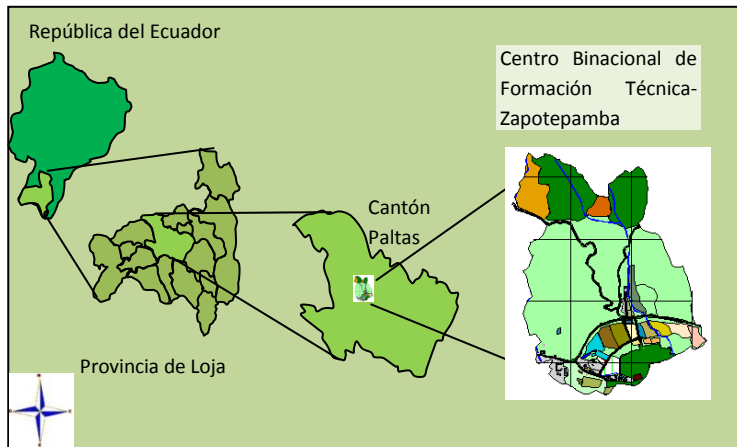 República del Ecuador
Centro Binacional de
Formación Técnica-
Zapotepamba
Cantón
Paltas
Provincia de Loja